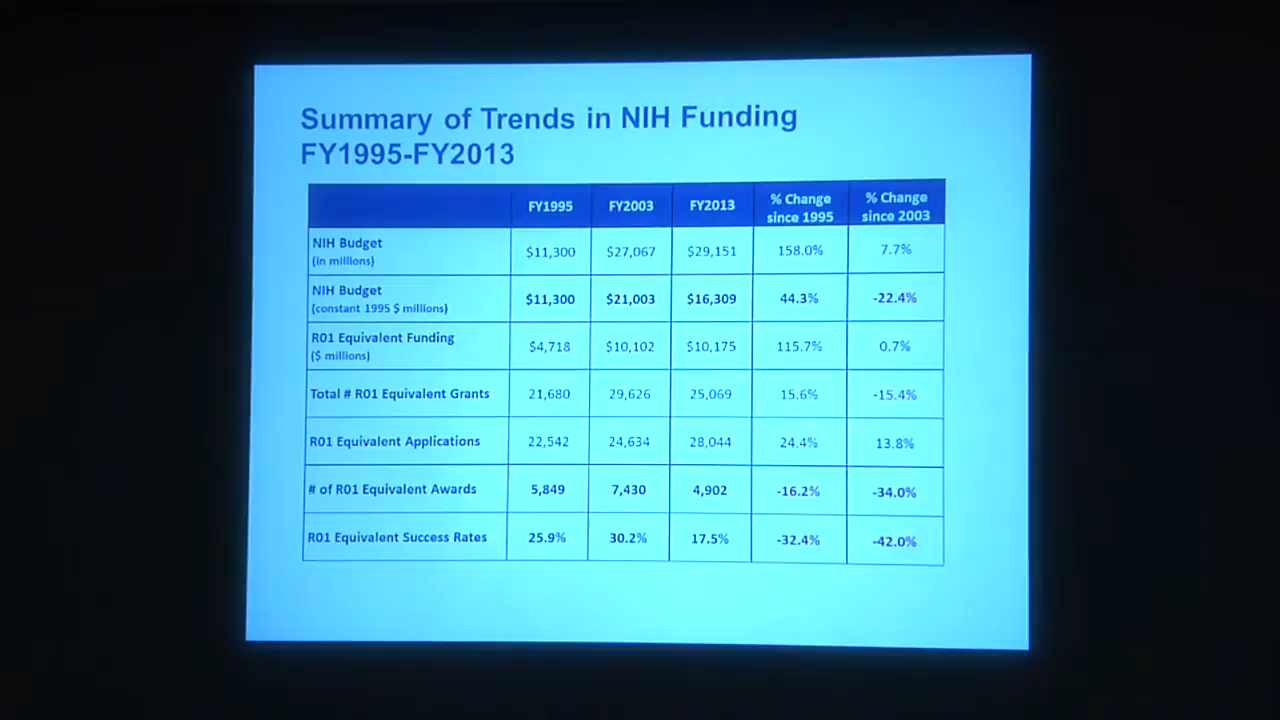 Summary of Trends in NIH Funding
FY1995-FY2013
FY1995 FY2003 FY2013 % Change since 1995 % Change since 2003
NIH Budget (in millions) $11,300 $27,067 $29,151 158.0% 7.7%
NIH Budget (constant 1995 $ millions) $11,300 $21,003 $16,309 44.3% -22.4%
R01 Equivalent Funding ($ millions) $4,718 $10,102 $10,175 115.7% 0.7%
Total # R01 Equivalent Grants 21,680 29,626 25,069 15.6% -15.4%
R01 Equivalent Applications 22,542 24,634 28,044 24.4% 13.8%
# of R01 Equivalent Awards 5,849 7,430 4,902 -16.2% -34.0%
R01 Equivalent Success Rates 25.9% 30.2% 17.5% -32.4% -42.0%